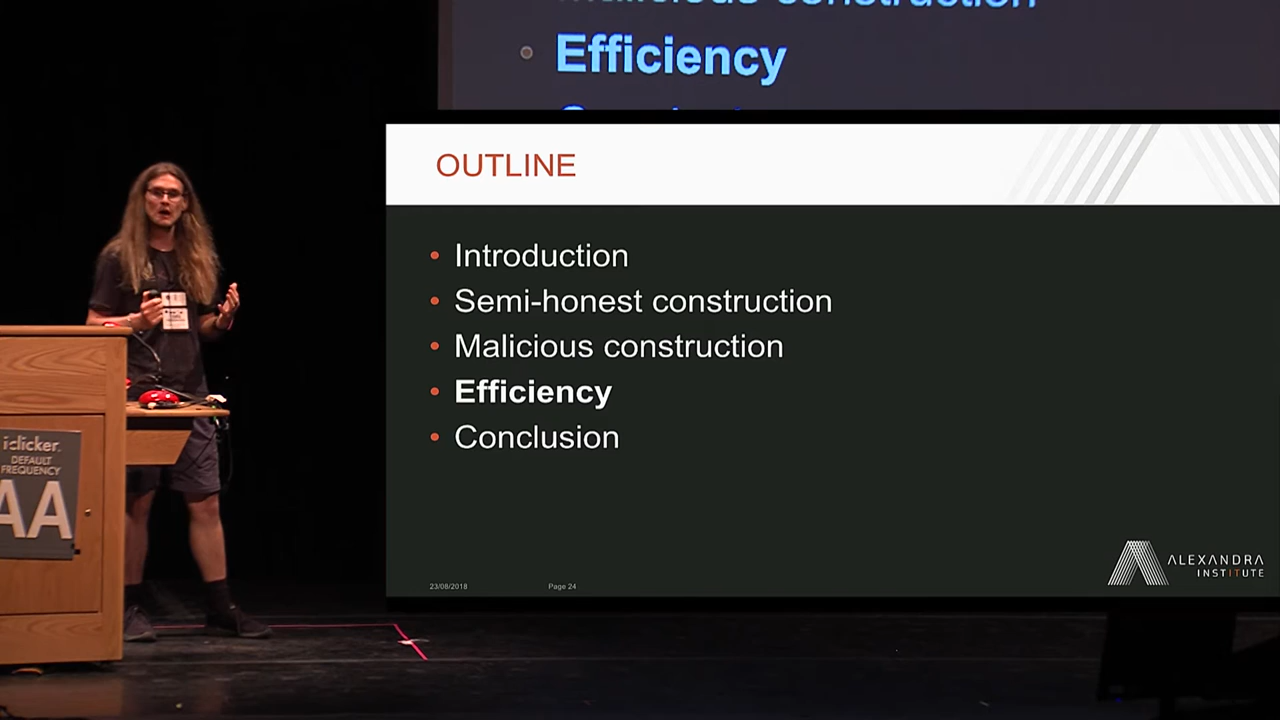 Efficiency
OUTLINE
• Introduction
• Semi-honest construction
• Malicious construction
• Efficiency
• Conclusion
ALEXANDRA
INSTITUTE
23/08/2018
Page 24
iclicker.
DEFAULT
FREQUENCY
AA